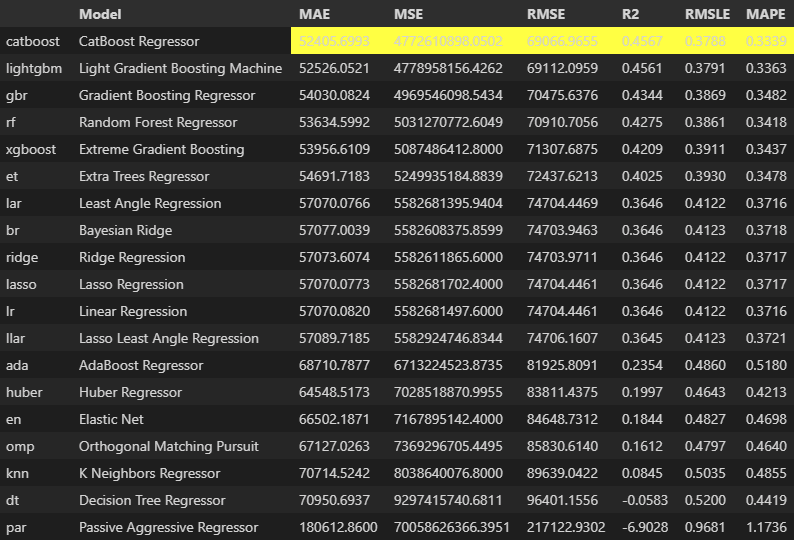 Model MAE MSE RMSE R2 RMSLE MAPE
catboost CatBoost Regressor 52405.6993 4772610898.0502 69066.9655 0.4567 0.3788 0.3339
lightgbm Light Gradient Boosting Machine 52526.0521 4778958156.4262 69112.0959 0.4561 0.3791 0.3363
gbr Gradient Boosting Regressor 54030.0824 4969546098.5434 70475.6376 0.4344 0.3869 0.3482
rf Random Forest Regressor 53634.5992 5031270772.6049 70910.7056 0.4275 0.3861 0.3418
xgboost Extreme Gradient Boosting 53956.6109 5087486412.8000 71307.6875 0.4209 0.3911 0.3437
et Extra Trees Regressor 54691.7183 5249935184.8839 72437.6213 0.4025 0.3930 0.3478
lar Least Angle Regression 57070.0766 5582681395.9404 74704.4469 0.3646 0.4122 0.3716
br Bayesian Ridge 57077.0039 5582608375.8599 74703.9463 0.3646 0.4123 0.3718
ridge Ridge Regression 57073.6074 5582611865.6000 74703.9711 0.3646 0.4122 0.3717
lasso Lasso Regression 57070.0773 5582681702.4000 74704.4461 0.3646 0.4122 0.3717
lr Linear Regression 57070.0820 5582681497.6000 74704.4461 0.3646 0.4122 0.3716
llar Lasso Least Angle Regression 57089.7185 5582924746.8344 74706.1607 0.3645 0.4123 0.3721
ada AdaBoost Regressor 68710.7877 6713224523.8735 81925.8091 0.2354 0.4860 0.5180
huber Huber Regressor 64548.5173 7028518870.9955 83811.4375 0.1997 0.4643 0.4213
en Elastic Net 66502.1871 7167895142.4000 84648.7312 0.1844 0.4827 0.4698
omp Orthogonal Matching Pursuit 67127.0263 7369296705.4495 85830.6140 0.1612 0.4797 0.4640
knn K Neighbors Regressor 70714.5242 8038640076.8000 89639.0422 0.0845 0.5035 0.4855
dt Decision Tree Regressor 70950.6937 9297415740.6811 96401.1556 -0.0583 0.5200 0.4419
par Passive Aggressive Regressor 180612.8600 70058626366.3951 217122.9302 -6.9028 0.9681 1.1736